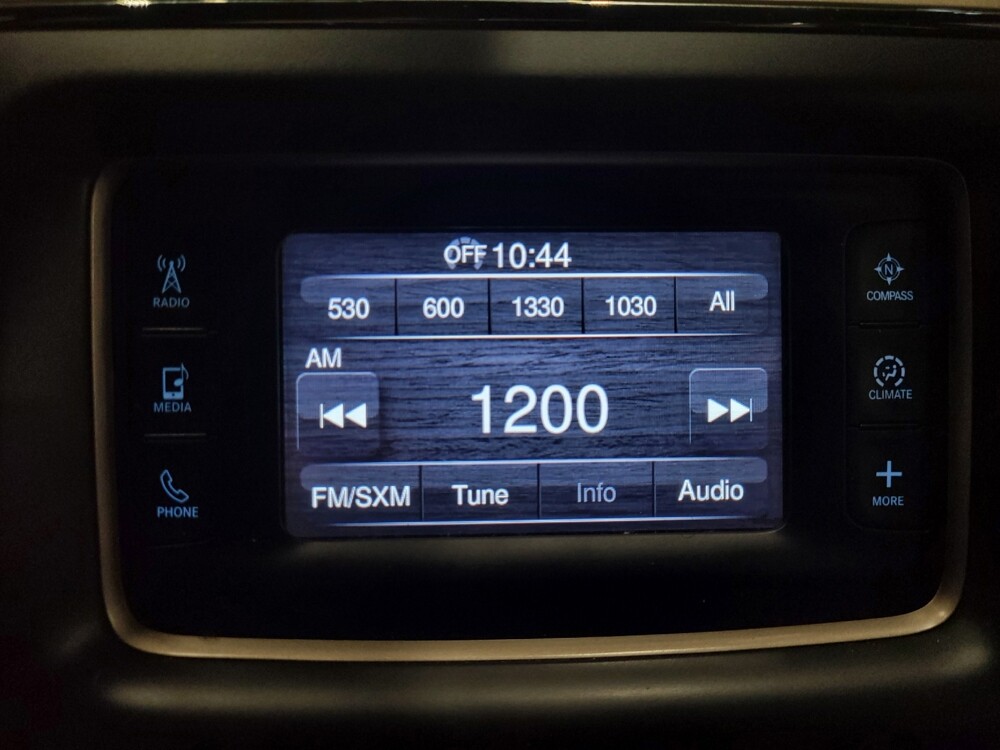 OFF 10:44
530 600 1330 1030 All
AM
1200
FM/SXM Tune Info Audio
RADIO
MEDIA
PHONE
N
COMPASS
CLIMATE
MORE